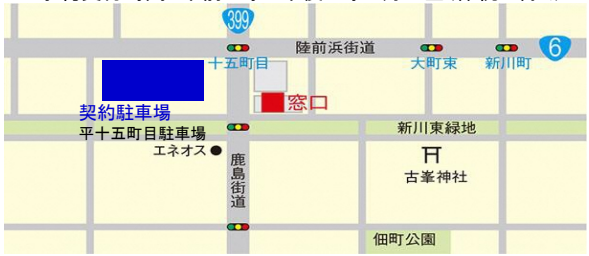 399
陸前浜街道
6
十五町目
大町東
新川町
窓口
契約駐車場
平十五町目駐車場
新川東緑地
エネオス
鹿島街道
古峯神社
佃町公園